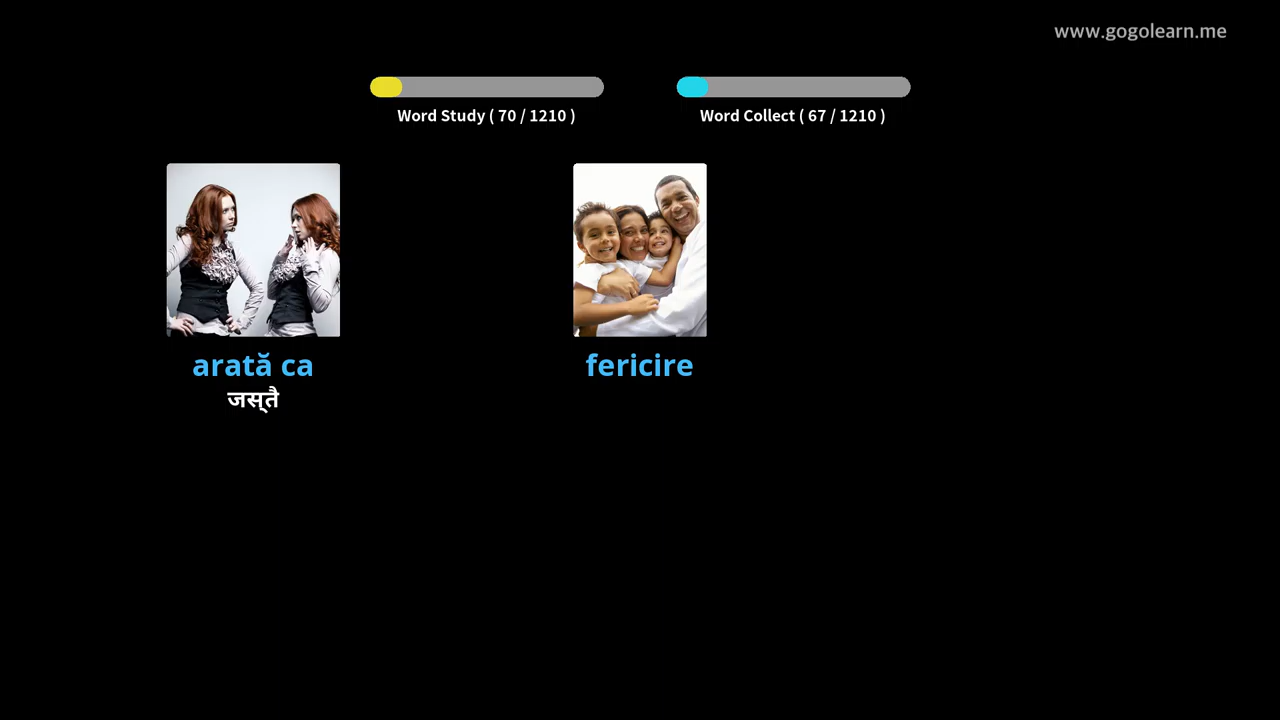 www.gogolearn.me
Word Study ( 70 / 1210 )
Word Collect ( 67 / 1210 )
arată ca
जस्तै
fericire